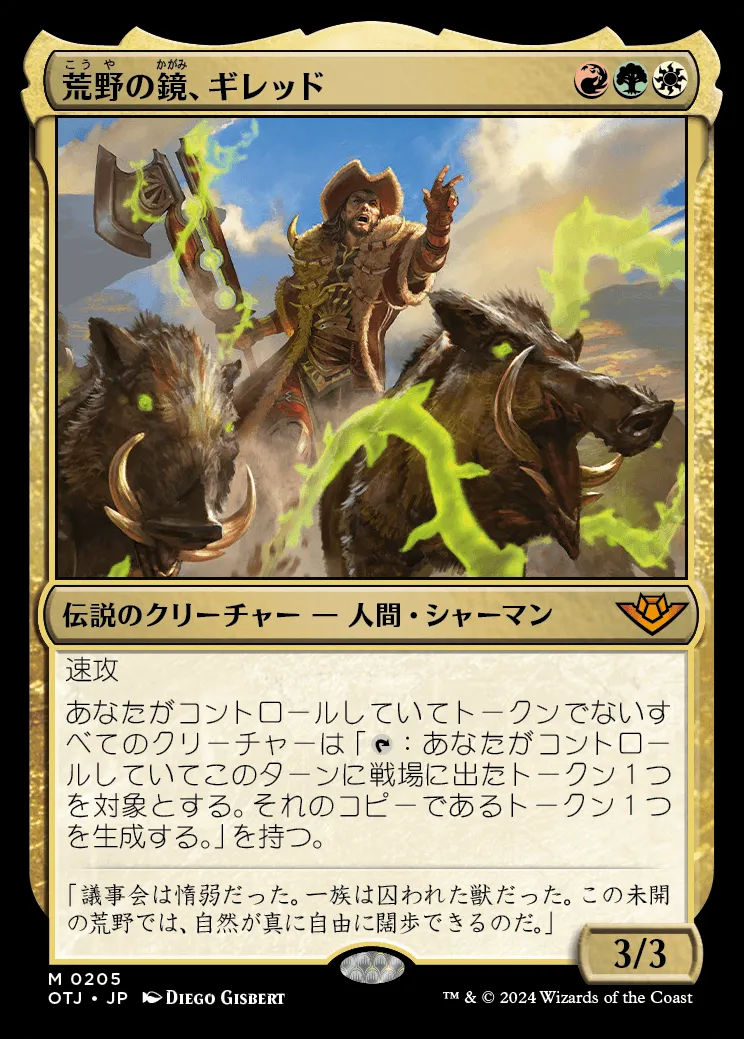 こうや かがみ
荒野の鏡、ギレッド
伝説のクリーチャー — 人間・シャーマン
速攻
あなたがコントロールしていてトークンでないす
べてのクリーチャーは「：あなたがコントロー
ルしていてこのターンに戦場に出たトークン１つ
を対象とする。それのコピーであるトークン１つ
を生成する。」を持つ。
「議事会は惰弱だった。一族は囚われた獣だった。この未開
の荒野では、自然が真に自由に闊歩できるのだ。」
3/3
M 0205
OTJ • JP DIEGO GISBERT
™ & © 2024 Wizards of the Coast